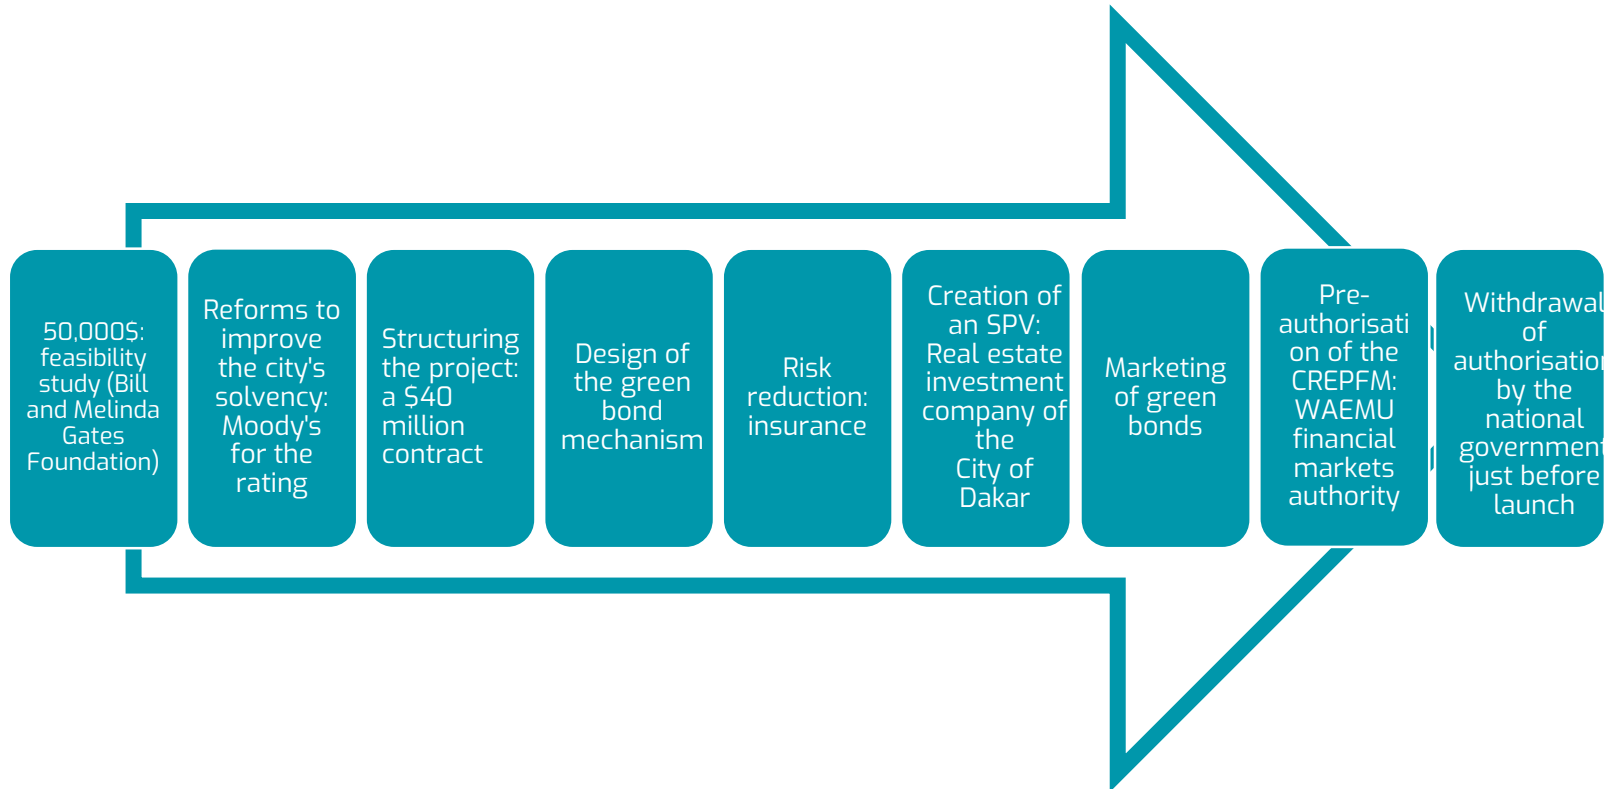 50,000$:
feasibility
study (Bill
and Melinda
Gates
Foundation)
Reforms to
improve
the city's
solvency:
Moody's
for the
rating
Structuring
the project:
a $40
million
contract
Design of
the green
bond
mechanism
Risk
reduction:
insurance
Creation of
an SPV:
Real estate
investment
company of
the
City of
Dakar
Marketing
of green
bonds
Pre-
authorisati
on of the
CREPFM:
WAEMU
financial
markets
authority
Withdrawal
of
authorisation
by the
national
government
just before
launch